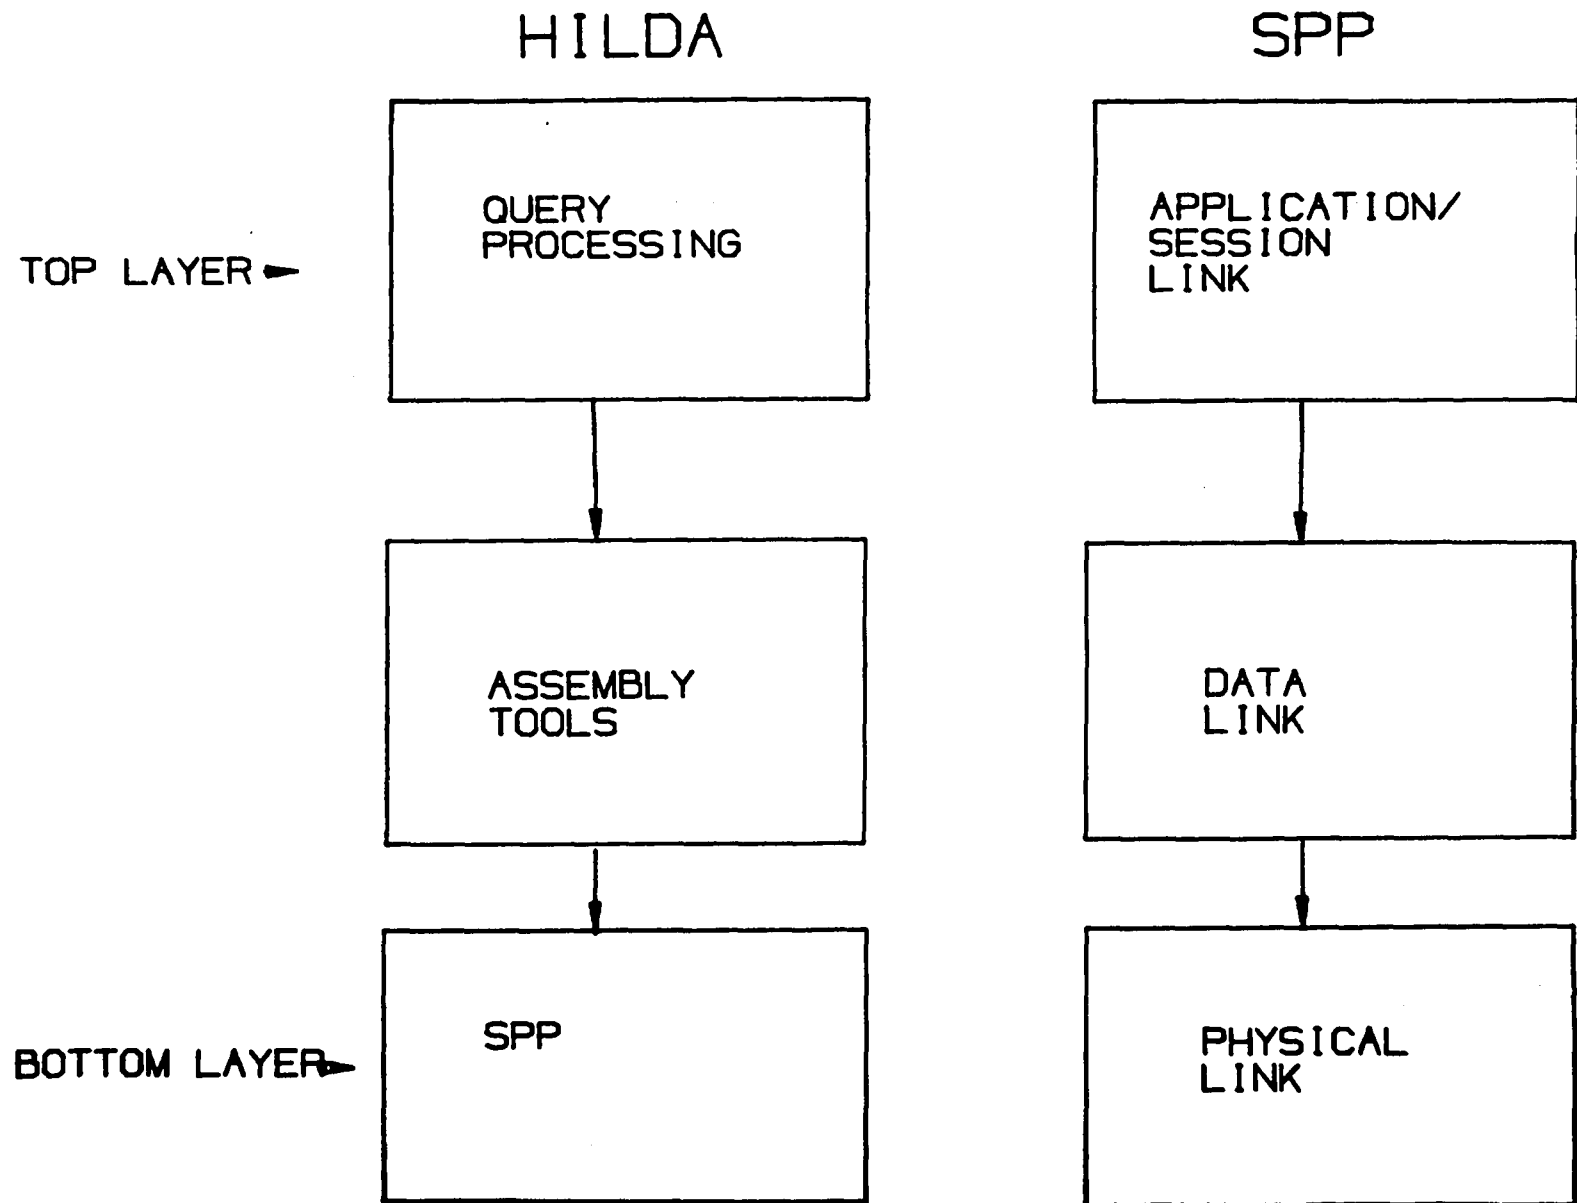 HILDA
SPP
QUERY
PROCESSING
APPLICATION/
SESSION
LINK
TOP LAYER
ASSEMBLY
TOOLS
DATA
LINK
SPP
BOTTOM LAYER
PHYSICAL
LINK